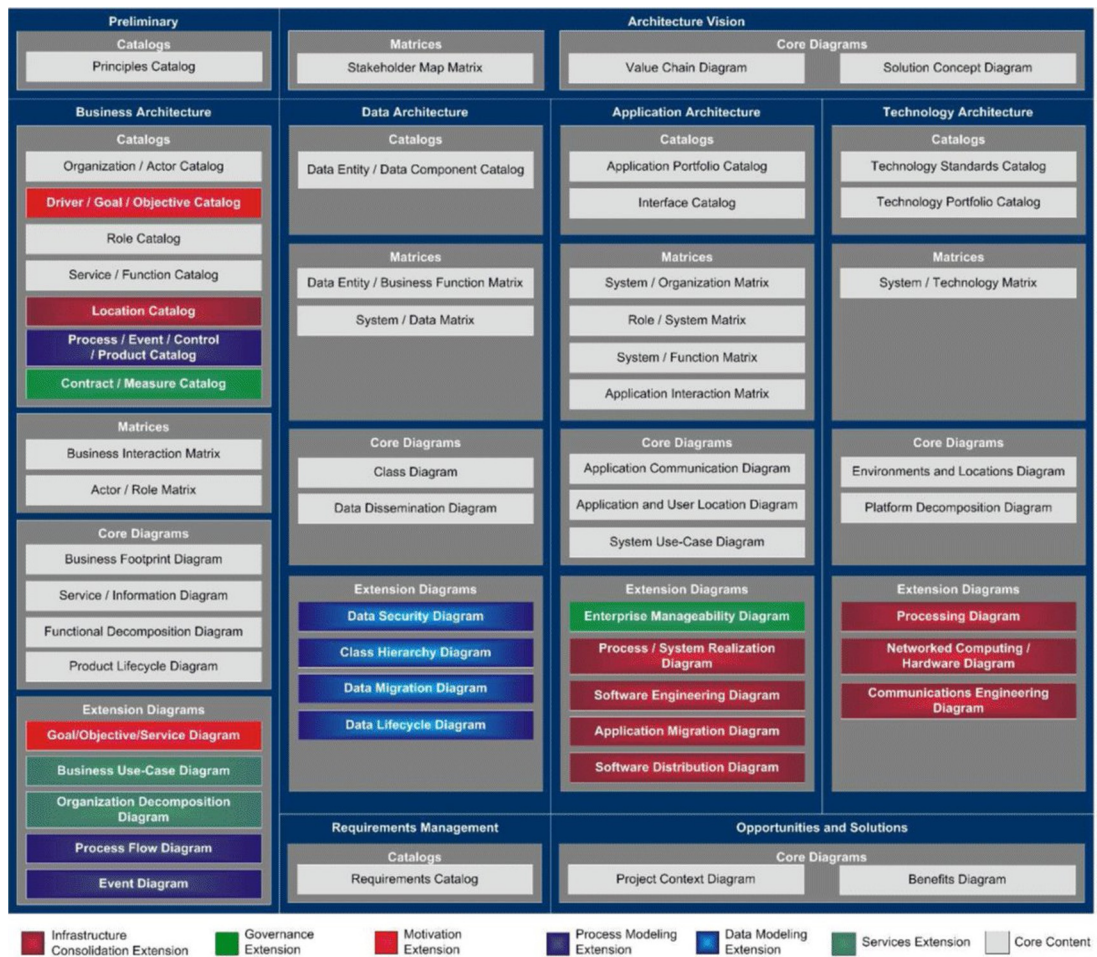 Preliminary
Catalogs
Principles Catalog
Architecture Vision
Matrices
Stakeholder Map Matrix
Core Diagrams
Value Chain Diagram
Solution Concept Diagram
Business Architecture
Catalogs
Organization / Actor Catalog
Driver / Goal / Objective Catalog
Role Catalog
Service / Function Catalog
Location Catalog
Process / Event / Control
/ Product Catalog
Contract / Measure Catalog
Matrices
Business Interaction Matrix
Actor / Role Matrix
Core Diagrams
Business Footprint Diagram
Service / Information Diagram
Functional Decomposition Diagram
Product Lifecycle Diagram
Extension Diagrams
Goal/Objective/Service Diagram
Business Use-Case Diagram
Organization Decomposition
Diagram
Process Flow Diagram
Event Diagram
Data Architecture
Catalogs
Data Entity / Data Component Catalog
Matrices
Data Entity / Business Function Matrix
System / Data Matrix
Core Diagrams
Class Diagram
Data Dissemination Diagram
Extension Diagrams
Data Security Diagram
Class Hierarchy Diagram
Data Migration Diagram
Data Lifecycle Diagram
Application Architecture
Catalogs
Application Portfolio Catalog
Interface Catalog
Matrices
System / Organization Matrix
Role / System Matrix
System / Function Matrix
Application Interaction Matrix
Core Diagrams
Application Communication Diagram
Application and User Location Diagram
System Use-Case Diagram
Extension Diagrams
Enterprise Manageability Diagram
Process / System Realization
Diagram
Software Engineering Diagram
Application Migration Diagram
Software Distribution Diagram
Technology Architecture
Catalogs
Technology Standards Catalog
Technology Portfolio Catalog
Matrices
System / Technology Matrix
Core Diagrams
Environments and Locations Diagram
Platform Decomposition Diagram
Extension Diagrams
Processing Diagram
Networked Computing /
Hardware Diagram
Communications Engineering
Diagram
Requirements Management
Catalogs
Requirements Catalog
Opportunities and Solutions
Core Diagrams
Project Context Diagram
Benefits Diagram
Infrastructure
Consolidation Extension
Governance
Extension
Motivation
Extension
Process Modeling
Extension
Data Modeling
Extension
Services Extension
Core Content